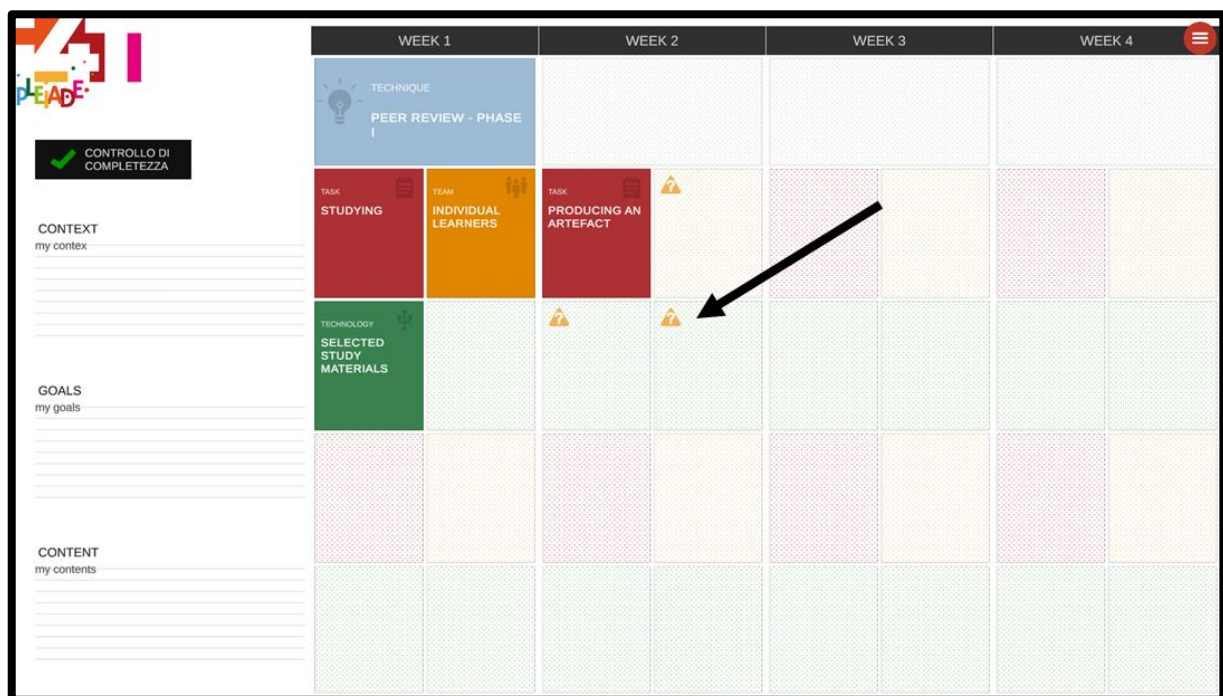 PLEIADE
WEEK 1
WEEK 2
WEEK 3
WEEK 4
CONTROLLO DI
COMPLETEZZA
CONTEXT
my contex
GOALS
my goals
CONTENT
my contents
TECHNIQUE
PEER REVIEW - PHASE
I
TASK
STUDYING
TEAM
INDIVIDUAL
LEARNERS
TASK
PRODUCING AN
ARTEFACT
?
TECHNOLOGY
SELECTED
STUDY
MATERIALS
?
?